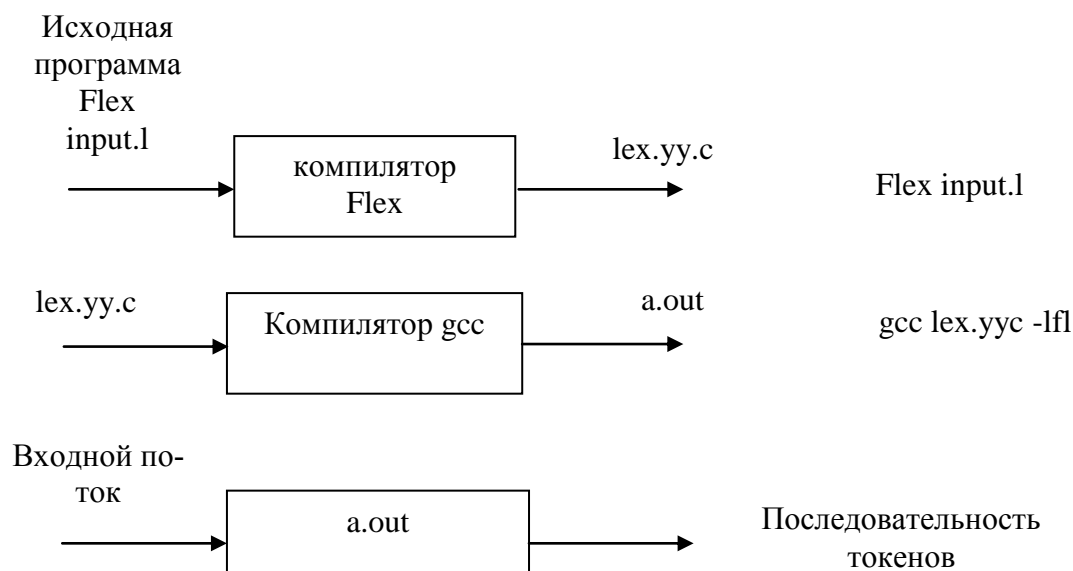 Исходная
программа
Flex
input.l
компилятор
Flex
lex.yy.c
Flex input.l
lex.yy.c
Компилятор gcc
a.out
gcc lex.yyc -lfl
Входной по-
ток
a.out
Последовательность
токенов